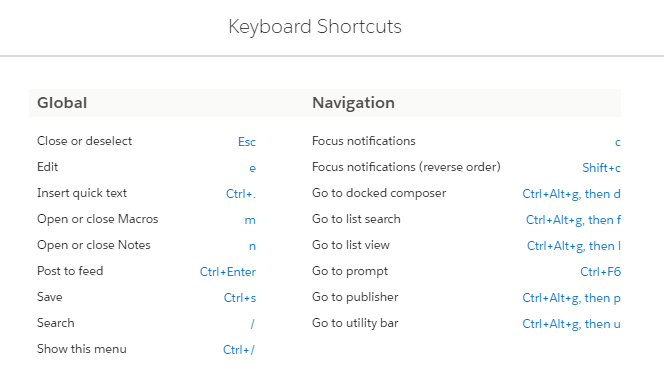 Keyboard Shortcuts
Global
Close or deselect Esc
Edit e
Insert quick text Ctrl+.
Open or close Macros m
Open or close Notes n
Post to feed Ctrl+Enter
Save Ctrl+s
Search /
Show this menu Ctrl+/
Navigation
Focus notifications c
Focus notifications (reverse order) Shift+c
Go to docked composer Ctrl+Alt+g, then d
Go to list search Ctrl+Alt+g, then f
Go to list view Ctrl+Alt+g, then l
Go to prompt Ctrl+F6
Go to publisher Ctrl+Alt+g, then p
Go to utility bar Ctrl+Alt+g, then u